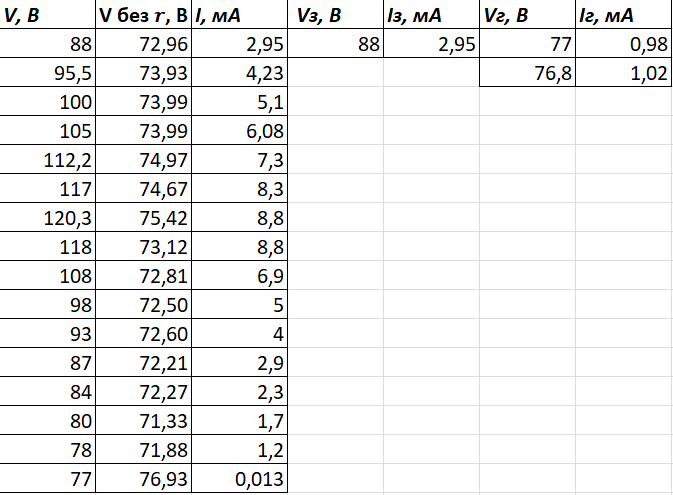 V, В V без r, В I, мА Vз, В Iз, мА Vг, В Iг, мА
88 72,96 2,95 88 2,95 77 0,98
95,5 73,93 4,23 76,8 1,02
100 73,99 5,1
105 73,99 6,08
112,2 74,97 7,3
117 74,67 8,3
120,3 75,42 8,8
118 73,12 8,8
108 72,81 6,9
98 72,50 5
93 72,60 4
87 72,21 2,9
84 72,27 2,3
80 71,33 1,7
78 71,88 1,2
77 76,93 0,013